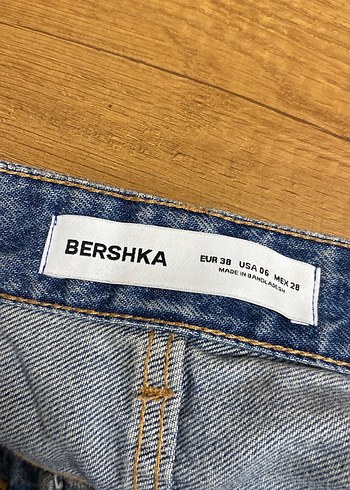 BERSHKA
EUR 38 USA 06 MEX 28
MADE IN BANGLADESH